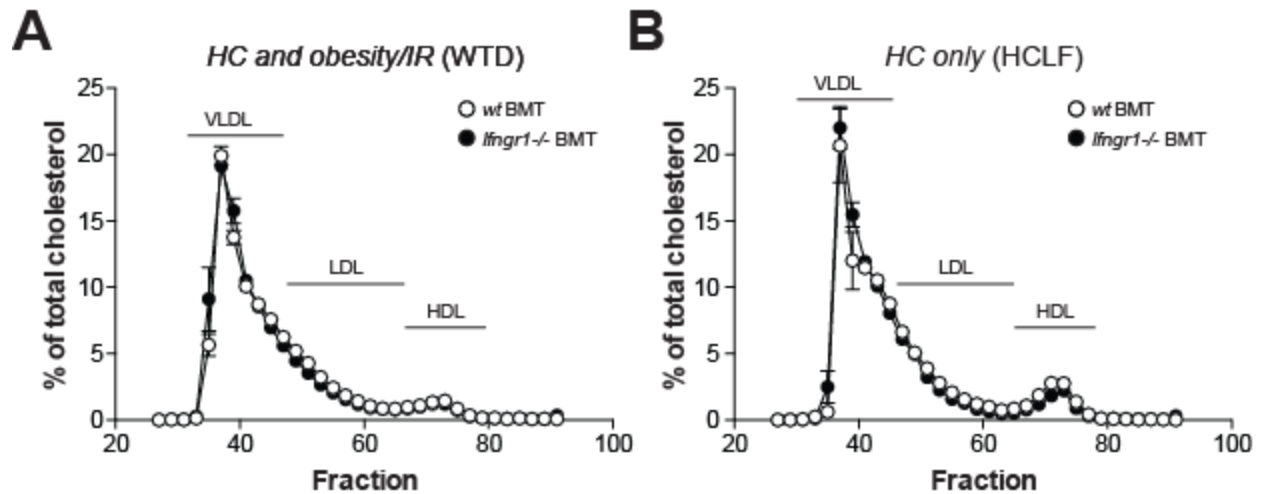 A
HC and obesity/IR (WTD)
% of total cholesterol
25
20
15
10
5
0
VLDL
LDL
HDL
wt BMT
Ifngr1-/- BMT
20
40
60
80
100
Fraction
B
HC only (HCLF)
% of total cholesterol
25
20
15
10
5
0
VLDL
LDL
HDL
wt BMT
Ifngr1-/- BMT
20
40
60
80
100
Fraction